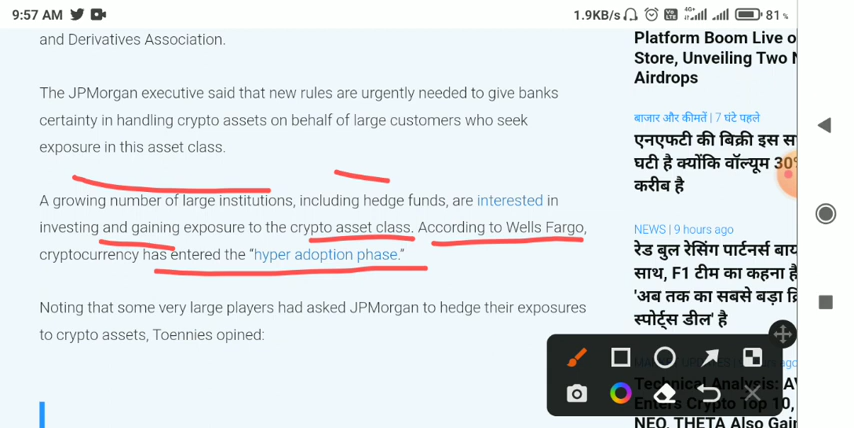 9:57 AM
1.9KB/s 4G+ 81%
and Derivatives Association.
The JPMorgan executive said that new rules are urgently needed to give banks
certainty in handling crypto assets on behalf of large customers who seek
exposure in this asset class.
A growing number of large institutions, including hedge funds, are interested in
investing and gaining exposure to the crypto asset class. According to Wells Fargo,
cryptocurrency has entered the “hyper adoption phase.”
Noting that some very large players had asked JPMorgan to hedge their exposures
to crypto assets, Toennies opined:
Platform Boom Live o
Store, Unveiling Two N
Airdrops
बाजार और कीमतें | 7 घंटे पहले
एनएफटी की बिक्री इस स
घटी है क्योंकि वॉल्यूम 30%
करीब है
NEWS | 9 hours ago
रेड बुल रेसिंग पार्टनर्स बाय
साथ, F1 टीम का कहना है
'अब तक का सबसे बड़ा क्रि
स्पोर्ट्स डील' है
ago
Technical Analysis: AV
Enters Crypto Top 10,
NEO, THETA Also Gain